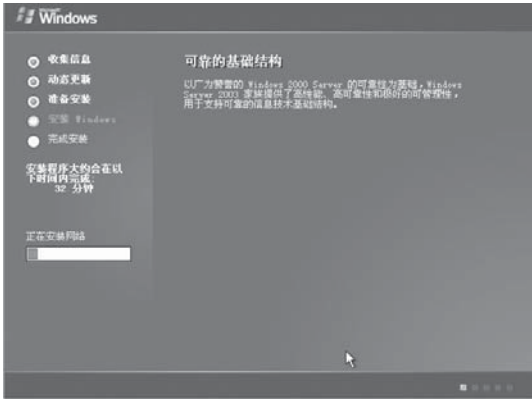 Microsoft
Windows
收集信息
动态更新
准备安装
安装 Windows
完成安装
安装程序大约会在以
下时间内完成:
32 分钟
正在安装网络
可靠的基础结构
以广为赞誉的 Windows 2000 Server 的可靠性为基础，Windows
Server 2003 家族提供了高性能、高可靠性和极好的可管理性，
用于支持可靠的信息技术基础结构。